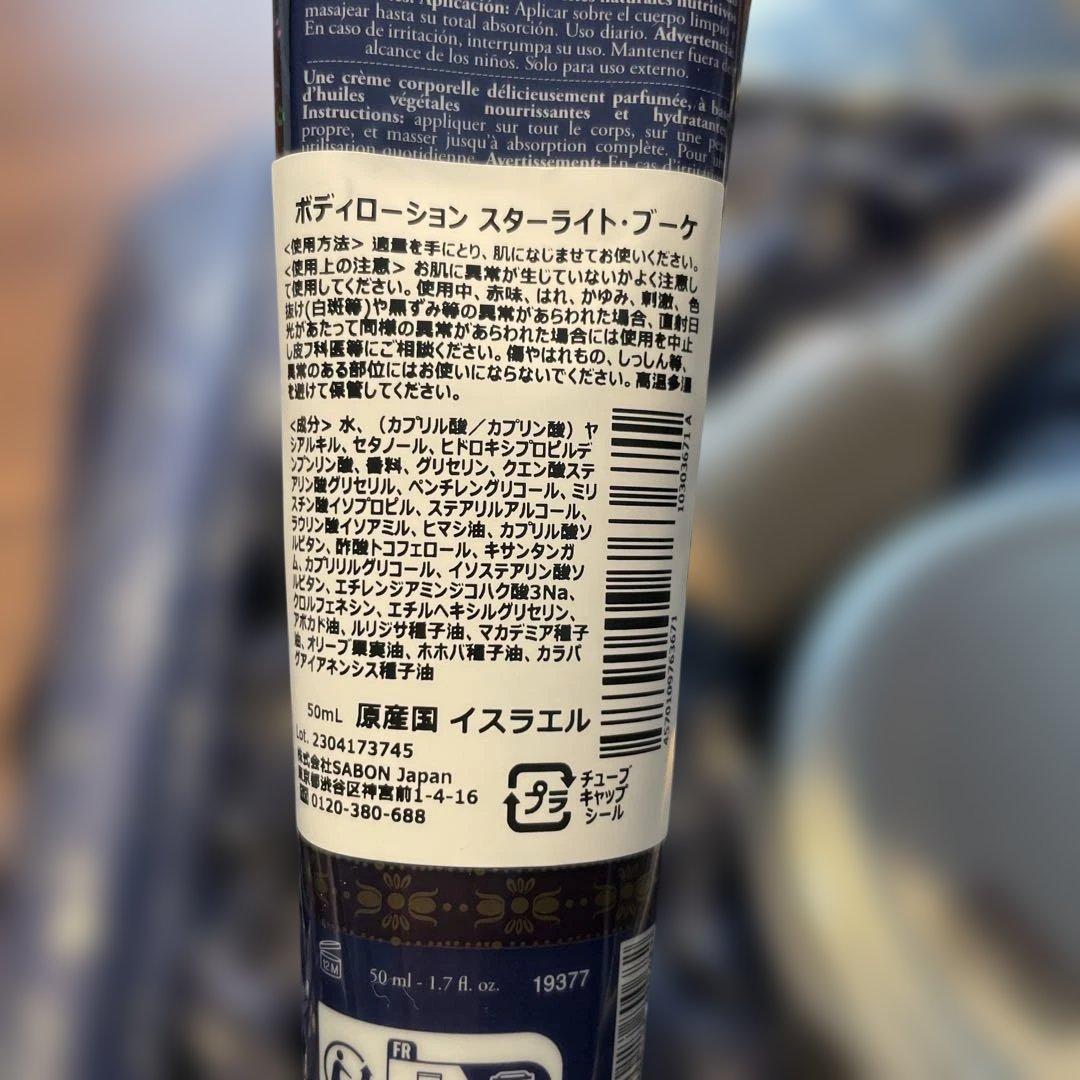 Aplicación: Aplicar sobre el cuerpo limpio
masajear hasta su total absorción. Uso diario. Advertencia
En caso de irritación, interrumpa su uso. Mantener fuera de
alcance de los niños. Solo para uso externo.
Une crème corporelle délicieusement parfumée, à
d'huiles végétales nourrissantes et hydratantes
Instructions: appliquer sur tout le corps, sur une
propre, et masser jusqu'à absorption complète. Pour
utilisation quotidienne. Avertissement: En cas
ボディローション スターライト・ブーケ
<使用方法> 適量を手にとり、肌になじませてお使いください。
<使用上の注意> お肌に異常が生じていないかよく注意し
て使用してください。使用中、赤味、はれ、かゆみ、刺激、色
抜け(白斑等)や黒ずみ等の異常があらわれた場合、直射日
光があたって同様の異常があらわれた場合には使用を中止
し皮フ科医等にご相談ください。傷やはれもの、しっしん等、
異常のある部位にはお使いにならないでください。高温多湿
を避けて保管してください。
<成分> 水、(カプリル酸/カプリン酸)ヤ
シアルキル、セタノール、ヒドロキシプロピルデ
ンプンリン酸、香料、グリセリン、クエン酸ステ
アリン酸グリセリル、ペンチレングリコール、ミリ
スチン酸イソプロピル、ステアリルアルコール、
ラウリン酸イソアミル、ヒマシ油、カプリル酸ソ
ルビタン、酢酸トコフェロール、キサンタンガ
ム、カプリリルグリコール、イソステアリン酸ソ
ルビタン、エチレンジアミンジコハク酸3Na、
クロルフェネシン、エチルヘキシルグリセリン、
アボカド油、ルリジサ種子油、マカデミア種子
油、オリーブ果実油、ホホバ種子油、カラパ
グアイアネンシス種子油
10303671 A
4570109763671
50mL 原産国 イスラエル
Lot. 2304173745
株式会社SABON Japan
東京都渋谷区神宮前1-4-16
0120-380-688
プラ
チューブ
キャップ
シール
12M
50 ml - 1.7 fl. oz. 19377
FR